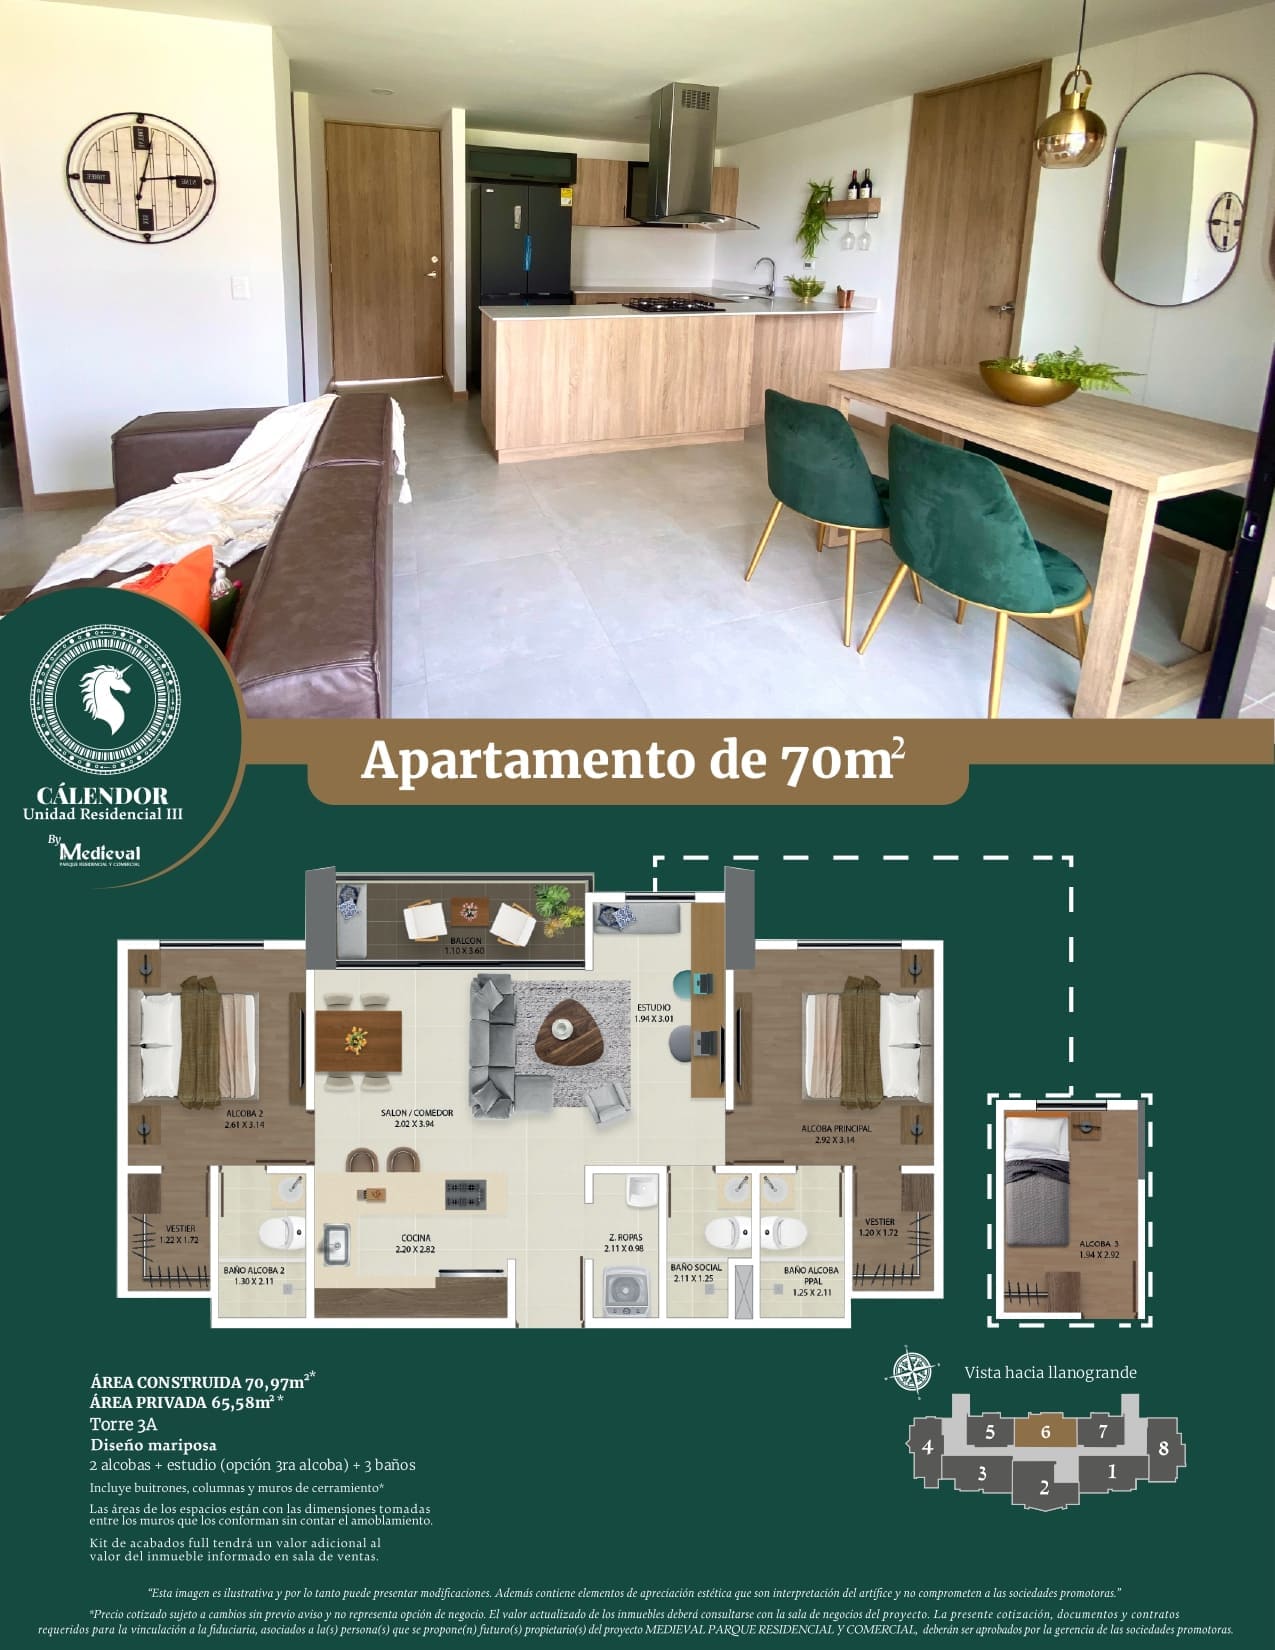 Apartamento de 70m²
CÁLENDOR
Unidad Residencial III
By
Medieval
PARQUE RESIDENCIAL Y COMERCIAL
BALCON
1.10 X 3.60
ESTUDIO
1.94 X 3.01
ALCOBA 2
2.61 X 3.14
SALON / COMEDOR
2.02 X 3.94
ALCOBA PRINCIPAL
2.92 X 3.14
VESTIER
1.22 X 1.72
BAÑO ALCOBA 2
1.30 X 2.11
COCINA
2.20 X 2.82
Z. ROPAS
2.11 X 0.98
BAÑO SOCIAL
2.11 X 1.25
BAÑO ALCOBA
PPAL
1.25 X 2.11
VESTIER
1.20 X 1.72
ALCOBA 3
1.94 X 2.92
ÁREA CONSTRUIDA 70,97m²*
ÁREA PRIVADA 65,58m²*
Torre 3A
Diseño mariposa
2 alcobas + estudio (opción 3ra alcoba) + 3 baños
Incluye buitrones, columnas y muros de cerramiento*
Las áreas de los espacios están con las dimensiones tomadas
entre los muros que los conforman sin contar el amoblamiento.
Kit de acabados full tendrá un valor adicional al
valor del inmueble informado en sala de ventas.
Vista hacia llanogrande
5 6 7
4 8
3 1
2
“Esta imagen es ilustrativa y por lo tanto puede presentar modificaciones. Además contiene elementos de apreciación estética que son interpretación del artífice y no comprometen a las sociedades promotoras.”
*Precio cotizado sujeto a cambios sin previo aviso y no representa opción de negocio. El valor actualizado de los inmuebles deberá consultarse con la sala de negocios del proyecto. La presente cotización, documentos y contratos
requeridos para la vinculación a la fiduciaria, asociados a la(s) persona(s) que se propone(n) futuro(s) propietario(s) del proyecto MEDIEVAL PARQUE RESIDENCIAL Y COMERCIAL, deberán ser aprobados por la gerencia de las sociedades promotoras.